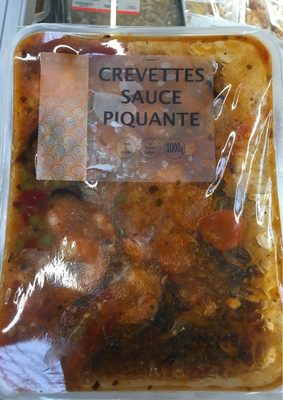 CREVETTES
SAUCE
PIQUANTE
1000g